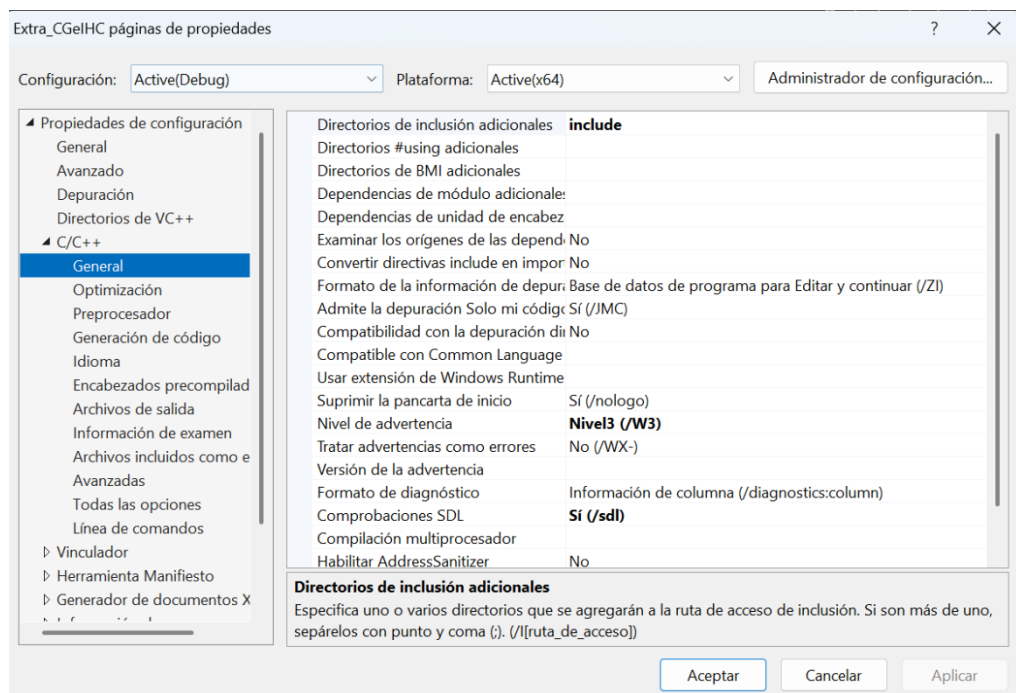 Extra_CGeIHC páginas de propiedades
? ✕
Configuración: Active(Debug) Plataforma: Active(x64) Administrador de configuración...
Propiedades de configuración
General
Avanzado
Depuración
Directorios de VC++
C/C++
General
Optimización
Preprocesador
Generación de código
Idioma
Encabezados precompilad
Archivos de salida
Información de examen
Archivos incluidos como e
Avanzadas
Todas las opciones
Línea de comandos
Vinculador
Herramienta Manifiesto
Generador de documentos X
Directorios de inclusión adicionales include
Directorios #using adicionales
Directorios de BMI adicionales
Dependencias de módulo adicionales
Dependencias de unidad de encabez
Examinar los orígenes de las depend No
Convertir directivas include en impor No
Formato de la información de depura Base de datos de programa para Editar y continuar (/ZI)
Admite la depuración Solo mi código Sí (/JMC)
Compatibilidad con la depuración di No
Compatible con Common Language
Usar extensión de Windows Runtime
Suprimir la pancarta de inicio Sí (/nologo)
Nivel de advertencia Nivel3 (/W3)
Tratar advertencias como errores No (/WX-)
Versión de la advertencia
Formato de diagnóstico Información de columna (/diagnostics:column)
Comprobaciones SDL Sí (/sdl)
Compilación multiprocesador
Habilitar AddressSanitizer No
Directorios de inclusión adicionales
Especifica uno o varios directorios que se agregarán a la ruta de acceso de inclusión. Si son más de uno,
sepárelos con punto y coma (;). (/I[ruta_de_acceso])
Aceptar Cancelar Aplicar